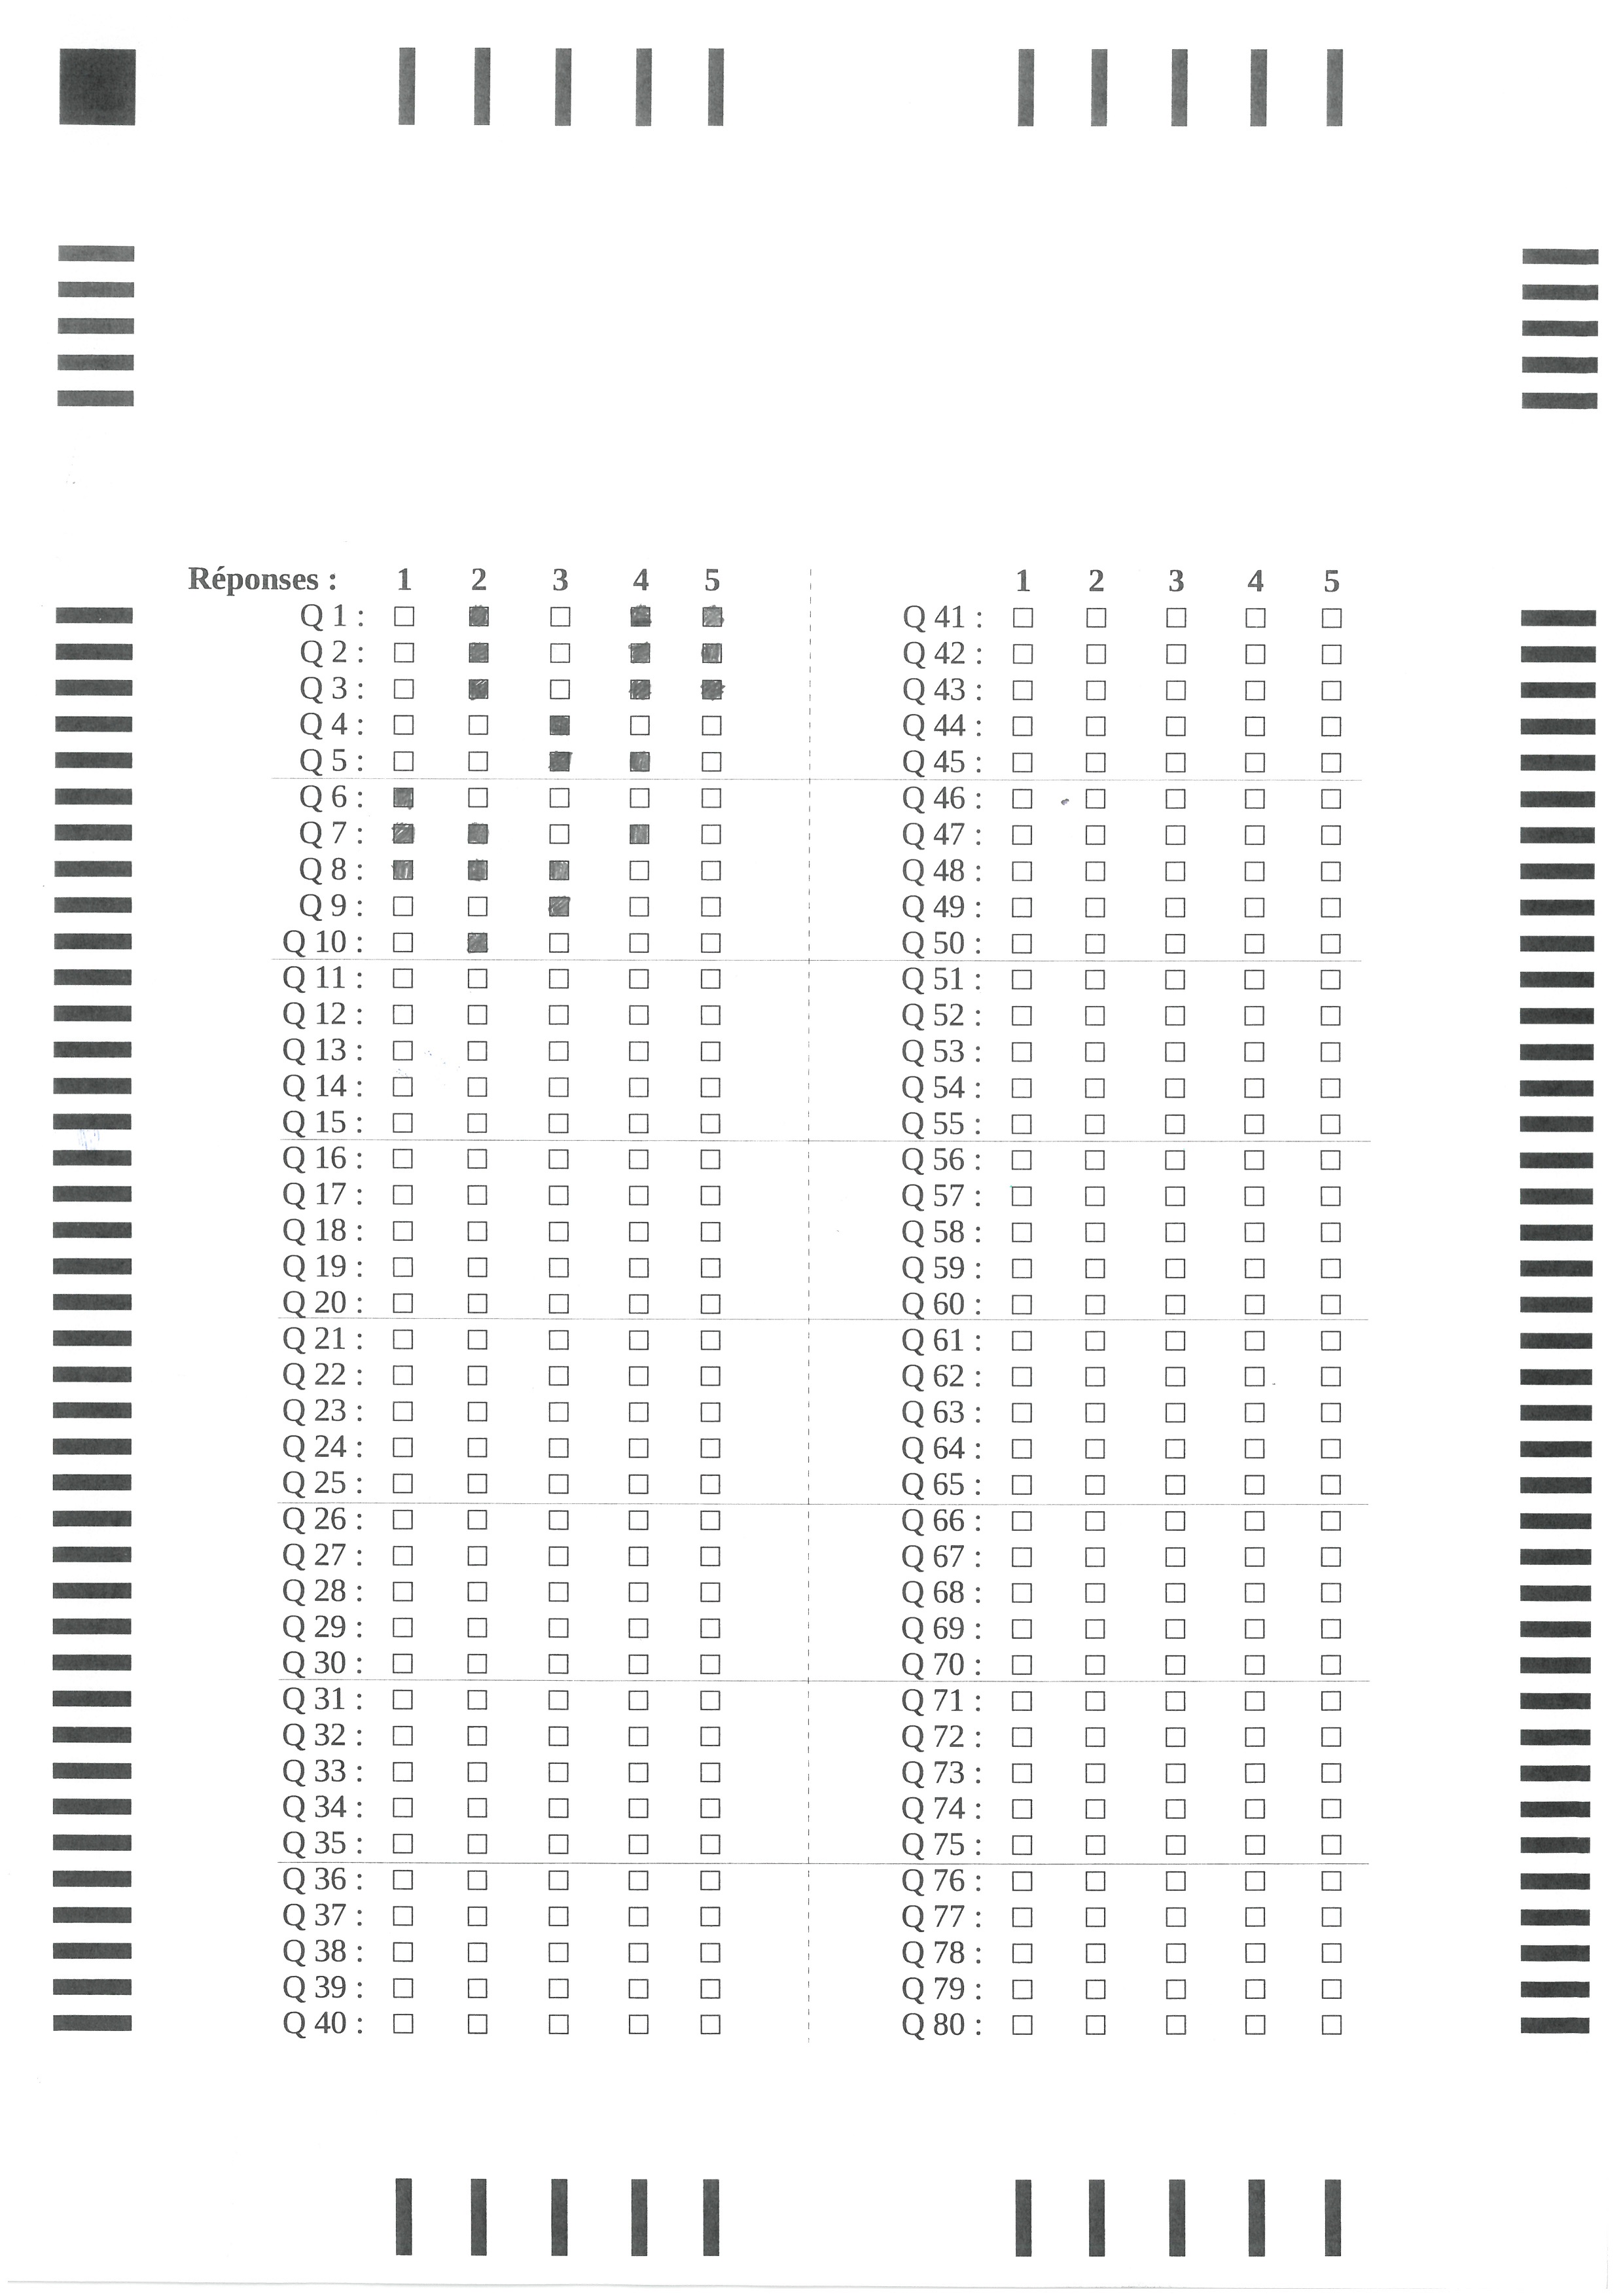 Réponses : 1 2 3 4 5
Q 1 :
Q 2 :
Q 3 :
Q 4 :
Q 5 :
Q 6 :
Q 7 :
Q 8 :
Q 9 :
Q 10 :
Q 11 :
Q 12 :
Q 13 :
Q 14 :
Q 15 :
Q 16 :
Q 17 :
Q 18 :
Q 19 :
Q 20 :
Q 21 :
Q 22 :
Q 23 :
Q 24 :
Q 25 :
Q 26 :
Q 27 :
Q 28 :
Q 29 :
Q 30 :
Q 31 :
Q 32 :
Q 33 :
Q 34 :
Q 35 :
Q 36 :
Q 37 :
Q 38 :
Q 39 :
Q 40 :
1 2 3 4 5
Q 41 :
Q 42 :
Q 43 :
Q 44 :
Q 45 :
Q 46 :
Q 47 :
Q 48 :
Q 49 :
Q 50 :
Q 51 :
Q 52 :
Q 53 :
Q 54 :
Q 55 :
Q 56 :
Q 57 :
Q 58 :
Q 59 :
Q 60 :
Q 61 :
Q 62 :
Q 63 :
Q 64 :
Q 65 :
Q 66 :
Q 67 :
Q 68 :
Q 69 :
Q 70 :
Q 71 :
Q 72 :
Q 73 :
Q 74 :
Q 75 :
Q 76 :
Q 77 :
Q 78 :
Q 79 :
Q 80 :